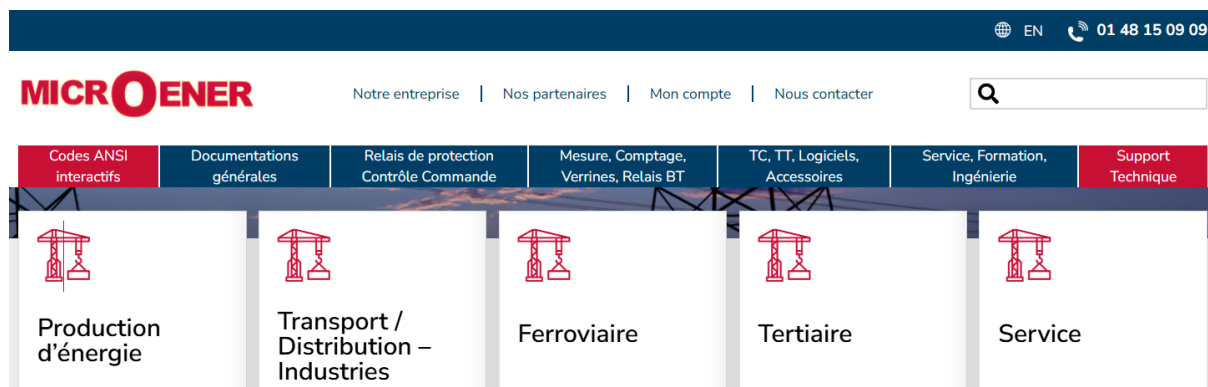 EN 01 48 15 09 09
MICROENER
Notre entreprise | Nos partenaires | Mon compte | Nous contacter
Codes ANSI
interactifs
Documentations
générales
Relais de protection
Contrôle Commande
Mesure, Comptage,
Verrines, Relais BT
TC, TT, Logiciels,
Accessoires
Service, Formation,
Ingénierie
Support
Technique
Production
d'énergie
Transport /
Distribution –
Industries
Ferroviaire
Tertiaire
Service